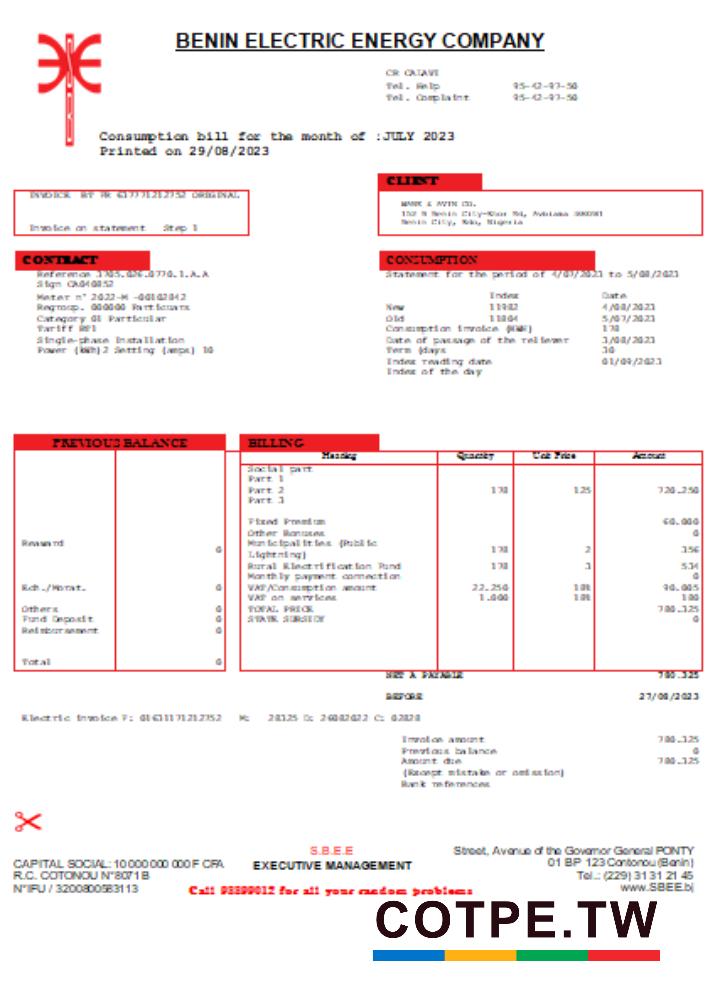 BENIN ELECTRIC ENERGY COMPANY
CR CALAVI
Tel. Help 95-42-97-50
Tel. Complaint 95-42-97-50
Consumption bill for the month of :JULY 2023
Printed on 29/08/2023
CLIENT
INVOICE BT FR 617771212752 ORIGINAL
Invoice on statement Step 1
152 N Benin City-Khor Rd, Avbiama
Benin City, Edo, Nigeria
CONTRACT
CONSUMPTION
Reference 3705.026.0770.1.A.A
Statement for the period of 4/07/2023 to 5/08/2023
Sign CA040852
Meter n° 2022-M -00102842
Regroup. 000000 Particuars
Category 01 Particular
Tariff BT1
Single-phase Installation
Power (kWh)2 Setting (amps) 10
Index Date
New 11982 4/08/2023
Old 11804 5/07/2023
Consumption invoice (KWH) 178
Date of passage of the reliever 3/08/2023
Term (days 30
Index reading date 01/09/2023
Index of the day
PREVIOUS BALANCE
BILLING
Heading Quantity Unit Price Amount
Social part
Part 1
Part 2 178 125 720.250
Part 3
Fixed Premium 60.000
Other Bonuses 0
Reaward 0
Municipalities (Public
Lightning) 178 2 356
Rural Electrification Fund 178 3 534
Monthly payment connection 0
Ech./Morat. 0
VAT/Consumption amount 22.250 18% 90.005
VAT on services 1.000 18% 180
Others 0
TOTAL PRICE 780.325
Fund Deposit 0
STATE SUBSIDY 0
Reimbursement 0
Total 0
NET A PAYABLE 780.325
BEFORE 27/08/2023
Electric invoice F: 01631171212752 M: 28325 D: 26082022 C: 02828
Invoice amount 780.325
Previous balance 0
Amount due 780.325
(Except mistake or omission)
Bank references
S.B.E.E
EXECUTIVE MANAGEMENT
CAPITAL SOCIAL: 10 000 000 000 F CFA
R.C. COTONOU N°8071 B
N°IFU / 3200800583113
Street, Avenue of the Governor General PONTY
01 BP 123 Contonou (Benin)
Tel.: (229) 31 31 21 45
www.SBEE.bj
Call 98899012 for all your random problems
COTPE.TW